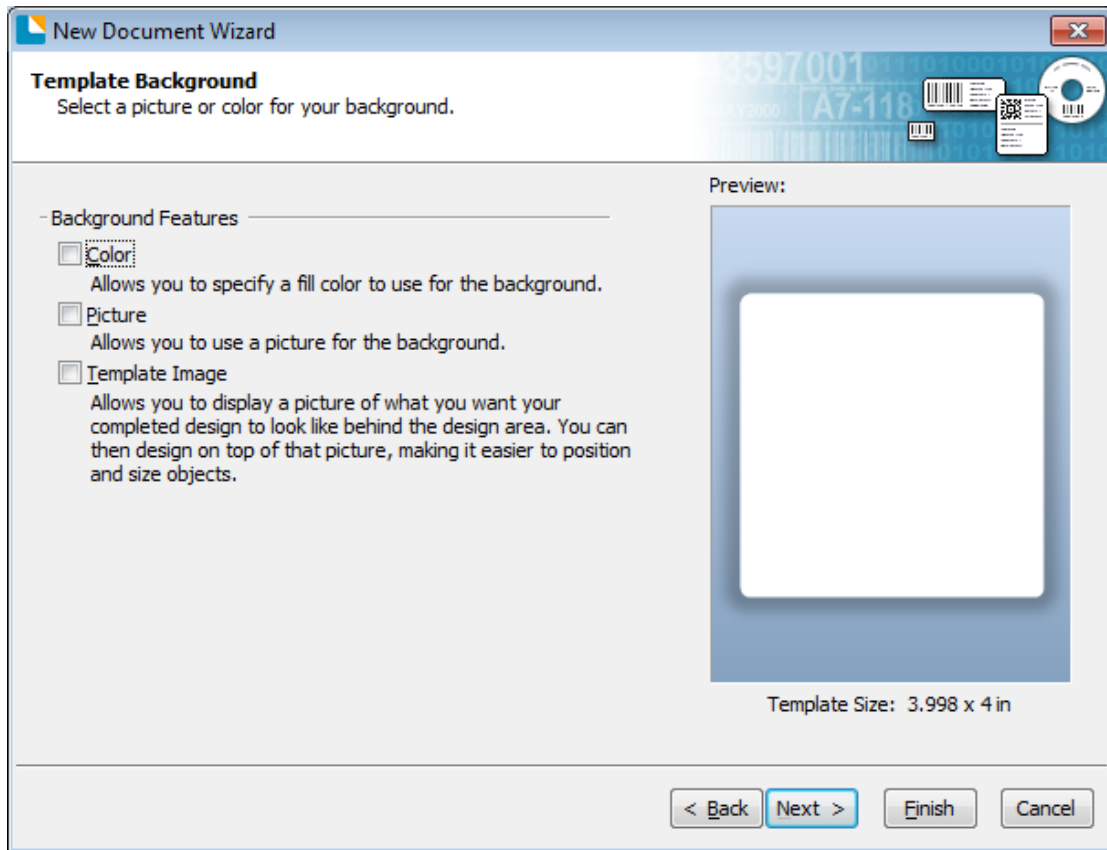 New Document Wizard
Template Background
Select a picture or color for your background.
3597001
A7-118
Preview:
Background Features
Color
Allows you to specify a fill color to use for the background.
Picture
Allows you to use a picture for the background.
Template Image
Allows you to display a picture of what you want your
completed design to look like behind the design area. You can
then design on top of that picture, making it easier to position
and size objects.
Template Size: 3.998 x 4 in
< Back Next > Finish Cancel